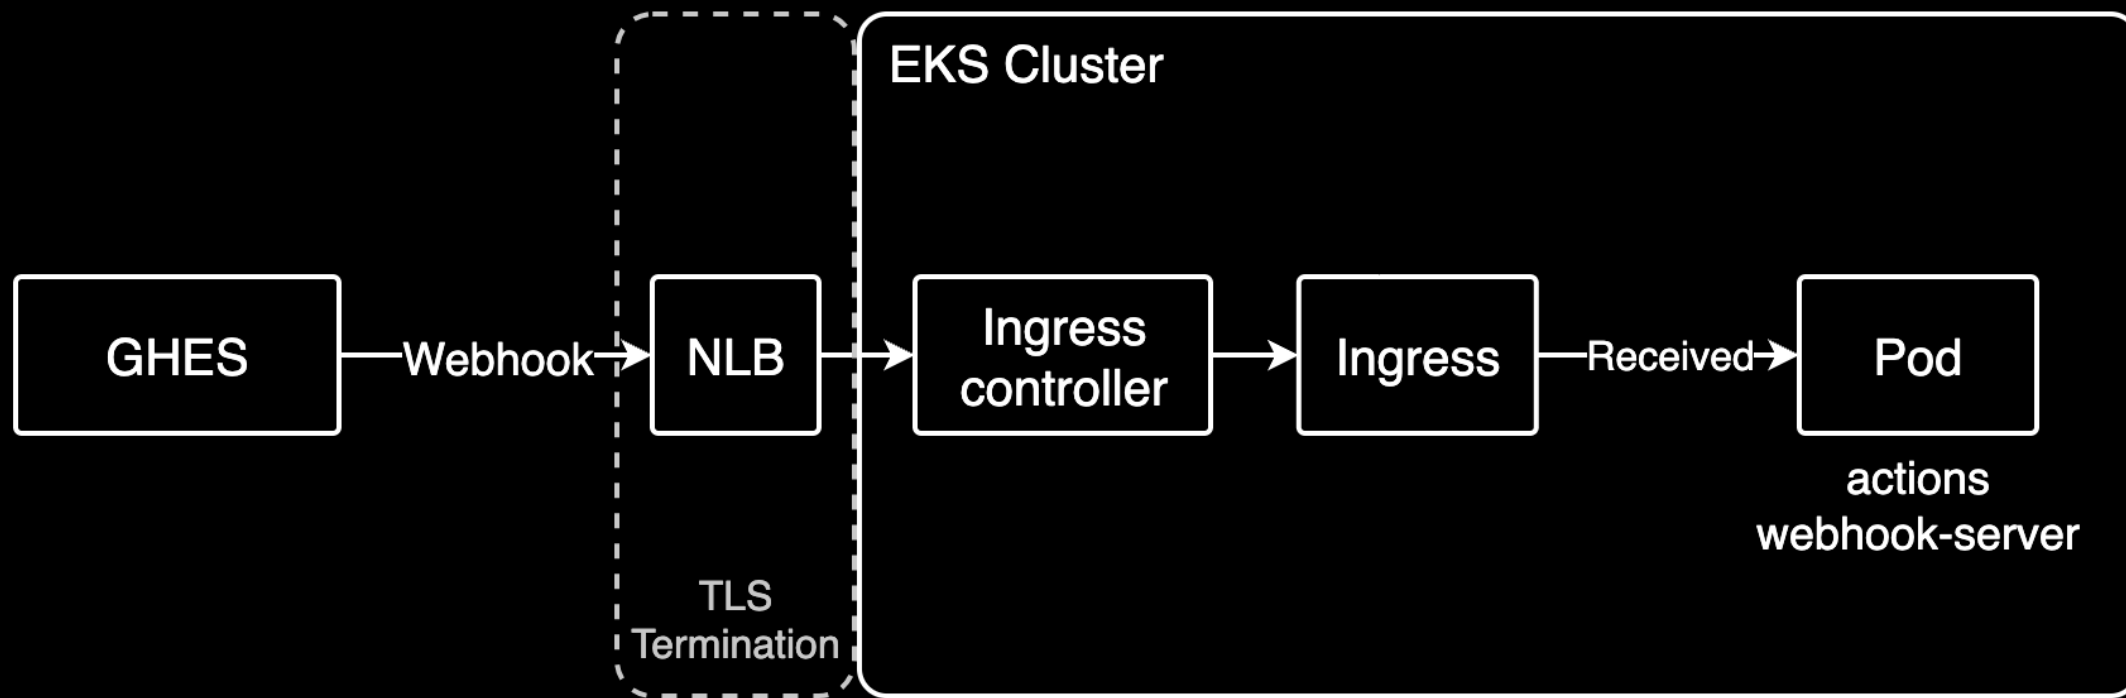 EKS Cluster
GHES
Webhook
NLB
Ingress
controller
Ingress
Received
Pod
actions
webhook-server
TLS
Termination